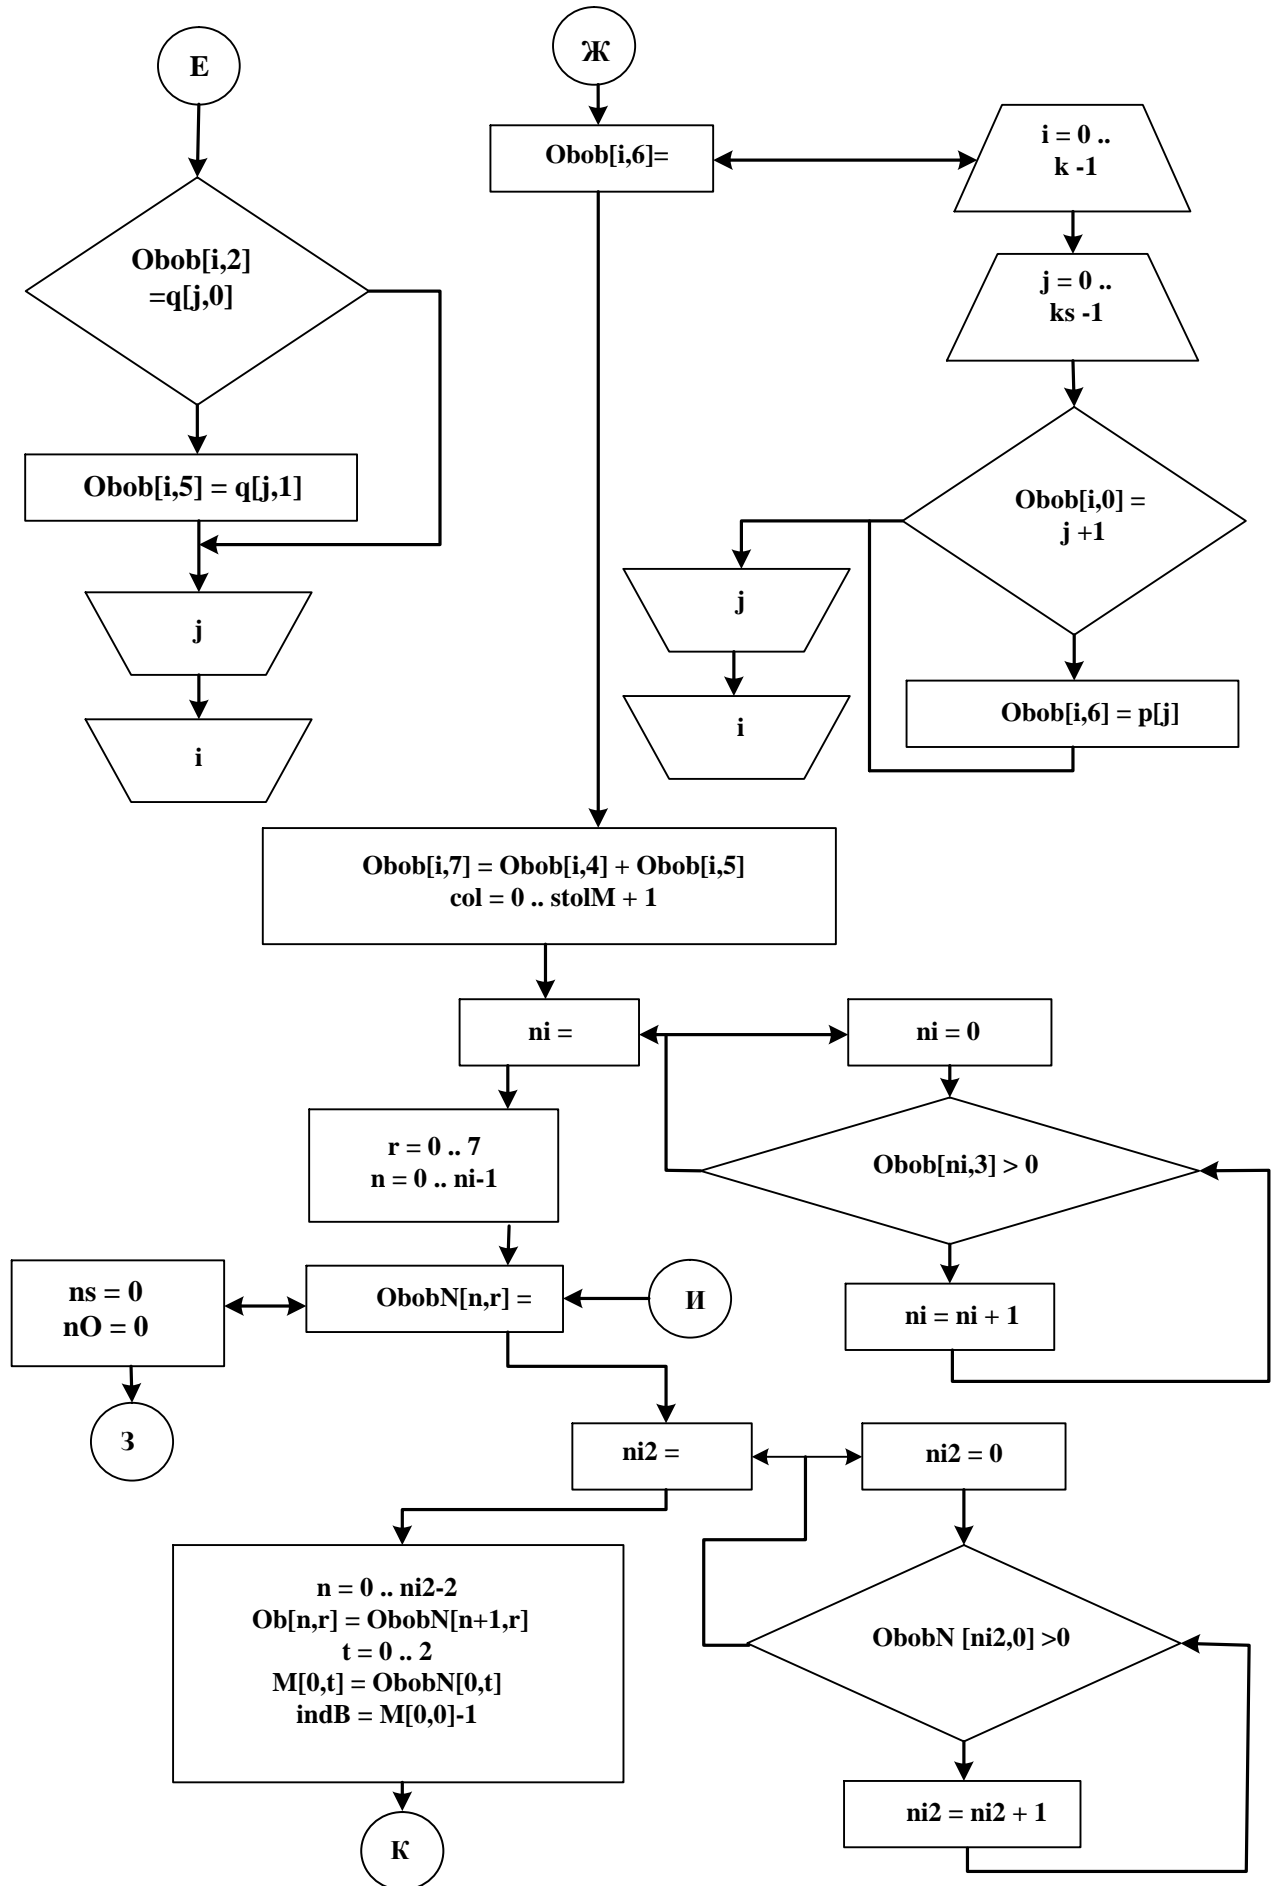 Е
Ж
Obob[i,6]=
i = 0 ..
k -1
Obob[i,2]
=q[j,0]
j = 0 ..
ks -1
Obob[i,5] = q[j,1]
Obob[i,0] =
j +1
j
i
j
i
Obob[i,6] = p[j]
Obob[i,7] = Obob[i,4] + Obob[i,5]
col = 0 .. stolM + 1
ni =
ni = 0
r = 0 .. 7
n = 0 .. ni-1
Obob[ni,3] > 0
ns = 0
nO = 0
ObobN[n,r] =
И
ni = ni + 1
З
ni2 =
ni2 = 0
n = 0 .. ni2-2
Ob[n,r] = ObobN[n+1,r]
t = 0 .. 2
M[0,t] = ObobN[0,t]
indB = M[0,0]-1
ObobN [ni2,0] >0
ni2 = ni2 + 1
К